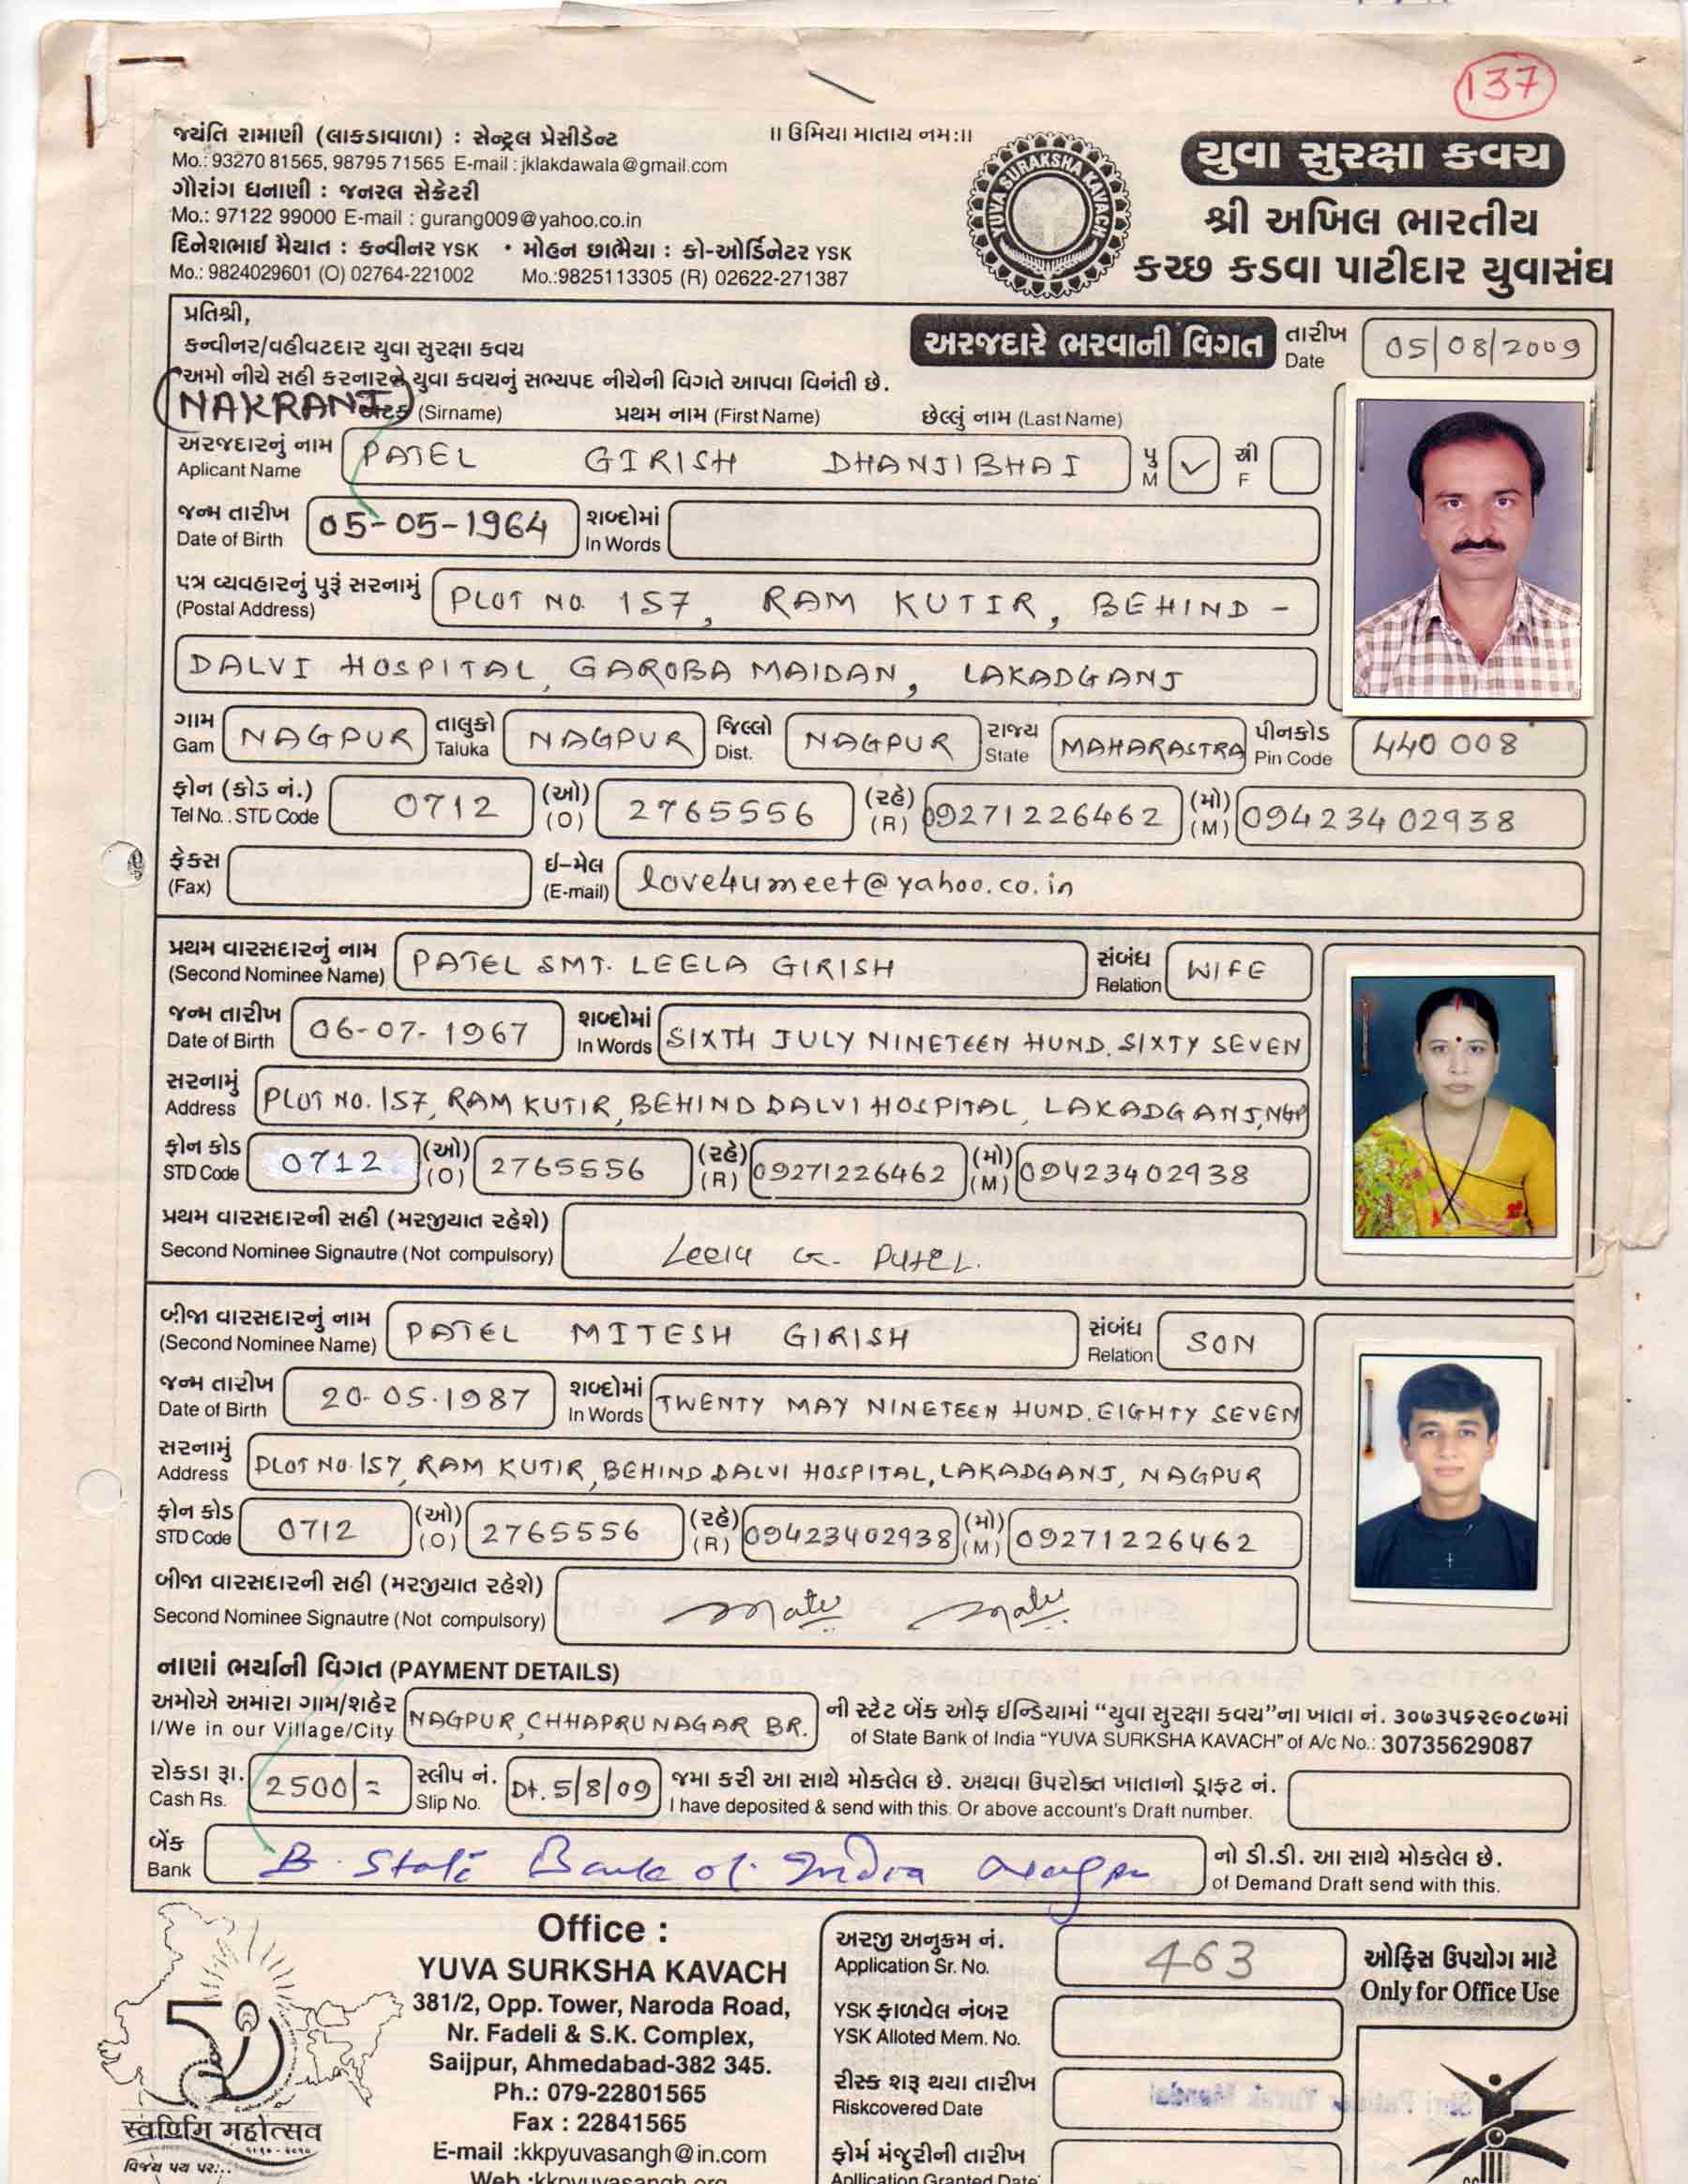 137
જયંતિ રામાણી (લાકડાવાળા) : સેન્ટ્રલ પ્રેસીડેન્ટ
Mo.: 93270 81565, 98795 71565 E-mail : jklakdawala@gmail.com
ગૌરાંગ ધનાણી : જનરલ સેક્રેટરી
Mo.: 97122 99000 E-mail : gurang009@yahoo.co.in
દિનેશભાઈ મૈયાત : કન્વીનર YSK • મોહન છાભૈયા : કો-ઓર્ડિનેટર YSK
Mo.: 9824029601 (O) 02764-221002 Mo.:9825113305 (R) 02622-271387
॥ ઉમિયા માતાય નમઃ॥
YUVA SURAKSHA KAVACH
યુવા સુરક્ષા કવચ
શ્રી અખિલ ભારતીય
કચ્છ કડવા પાટીદાર યુવાસંઘ
પ્રતિશ્રી,
કન્વીનર/વહીવટદાર યુવા સુરક્ષા કવચ
અરજદારે ભરવાની વિગત
તારીખ
Date
05/08/2009
અમો નીચે સહી કરનારને યુવા કવચનું સભ્યપદ નીચેની વિગતે આપવા વિનંતી છે.
NAKRANI
અટક (Sirname) પ્રથમ નામ (First Name) છેલ્લું નામ (Last Name)
અરજદારનું નામ
Aplicant Name
PATEL GIRISH DHANJIBHAI
પુ
M
✓
સ્રી
F
જન્મ તારીખ
Date of Birth
05-05-1964
શબ્દોમાં
In Words
પત્ર વ્યવહારનું પુરૂં સરનામું
(Postal Address)
PLOT NO. 157, RAM KUTIR, BEHIND -
DALVI HOSPITAL, GAROBA MAIDAN, LAKADGANJ
ગામ
Gam
NAGPUR
તાલુકો
Taluka
NAGPUR
જિલ્લો
Dist.
NAGPUR
રાજ્ય
State
MAHARASTRA
પીનકોડ
Pin Code
440 008
ફોન (કોડ નં.)
Tel No.. STD Code
0712
(ઓ)
(O)
2765556
(રહે)
(R)
09271226462
(મો)
(M)
09423402938
ફેકસ
(Fax)
ઈ-મેલ
(E-mail)
love4umeet@yahoo.co.in
પ્રથમ વારસદારનું નામ
(Second Nominee Name)
PATEL SMT. LEELA GIRISH
સંબંધ
Relation
WIFE
જન્મ તારીખ
Date of Birth
06-07-1967
શબ્દોમાં
In Words
SIXTH JULY NINETEEN HUND. SIXTY SEVEN
સરનામું
Address
PLOT NO. 157, RAM KUTIR, BEHIND DALVI HOSPITAL, LAKADGANJ, NGP
ફોન કોડ
STD Code
0712
(ઓ)
(O)
2765556
(રહે)
(R)
09271226462
(મો)
(M)
09423402938
પ્રથમ વારસદારની સહી (મરજીયાત રહેશે)
Second Nominee Signautre (Not compulsory)
Leela G. Patel.
બીજા વારસદારનું નામ
(Second Nominee Name)
PATEL MITESH GIRISH
સંબંધ
Relation
SON
જન્મ તારીખ
Date of Birth
20-05-1987
શબ્દોમાં
In Words
TWENTY MAY NINETEEN HUND. EIGHTY SEVEN
સરનામું
Address
PLOT NO. 157, RAM KUTIR, BEHIND DALVI HOSPITAL, LAKADGANJ, NAGPUR
ફોન કોડ
STD Code
0712
(ઓ)
(O)
2765556
(રહે)
(R)
09423402938
(મો)
(M)
09271226462
બીજા વારસદારની સહી (મરજીયાત રહેશે)
Second Nominee Signautre (Not compulsory)
નાણાં ભર્યાની વિગત (PAYMENT DETAILS)
અમોએ અમારા ગામ/શહેર
I/We in our Village/City
NAGPUR, CHHAPRU NAGAR BR.
ની સ્ટેટ બેંક ઓફ ઈન્ડિયામાં “યુવા સુરક્ષા કવચ”ના ખાતા નં. ૩૦૭૩૫૬૨૯૦૮૭માં
of State Bank of India “YUVA SURKSHA KAVACH” of A/c No.: 30735629087
રોકડા રૂા.
Cash Rs.
2500/=
સ્લીપ નં.
Slip No.
Dt. 5/8/09
જમા કરી આ સાથે મોકલેલ છે. અથવા ઉપરોક્ત ખાતાનો ડ્રાફ્ટ નં.
I have deposited & send with this. Or above account's Draft number.
બેંક
Bank
B. State Bank of India
નો ડી.ડી. આ સાથે મોકલેલ છે.
of Demand Draft send with this.
50
स्वर्णिम महोत्सव
વિજય પથ પર...
Office :
YUVA SURKSHA KAVACH
381/2, Opp. Tower, Naroda Road,
Nr. Fadeli & S.K. Complex,
Saijpur, Ahmedabad-382 345.
Ph.: 079-22801565
Fax : 22841565
E-mail :kkpyuvasangh@in.com
Web :kkpyuvasangh.org
અરજી અનુક્રમ નં.
Application Sr. No.
463
ઓફિસ ઉપયોગ માટે
Only for Office Use
YSK ફાળવેલ નંબર
YSK Alloted Mem. No.
રીસ્ક શરૂ થયા તારીખ
Riskcovered Date
ફોર્મ મંજુરીની તારીખ
Apllication Granted Date